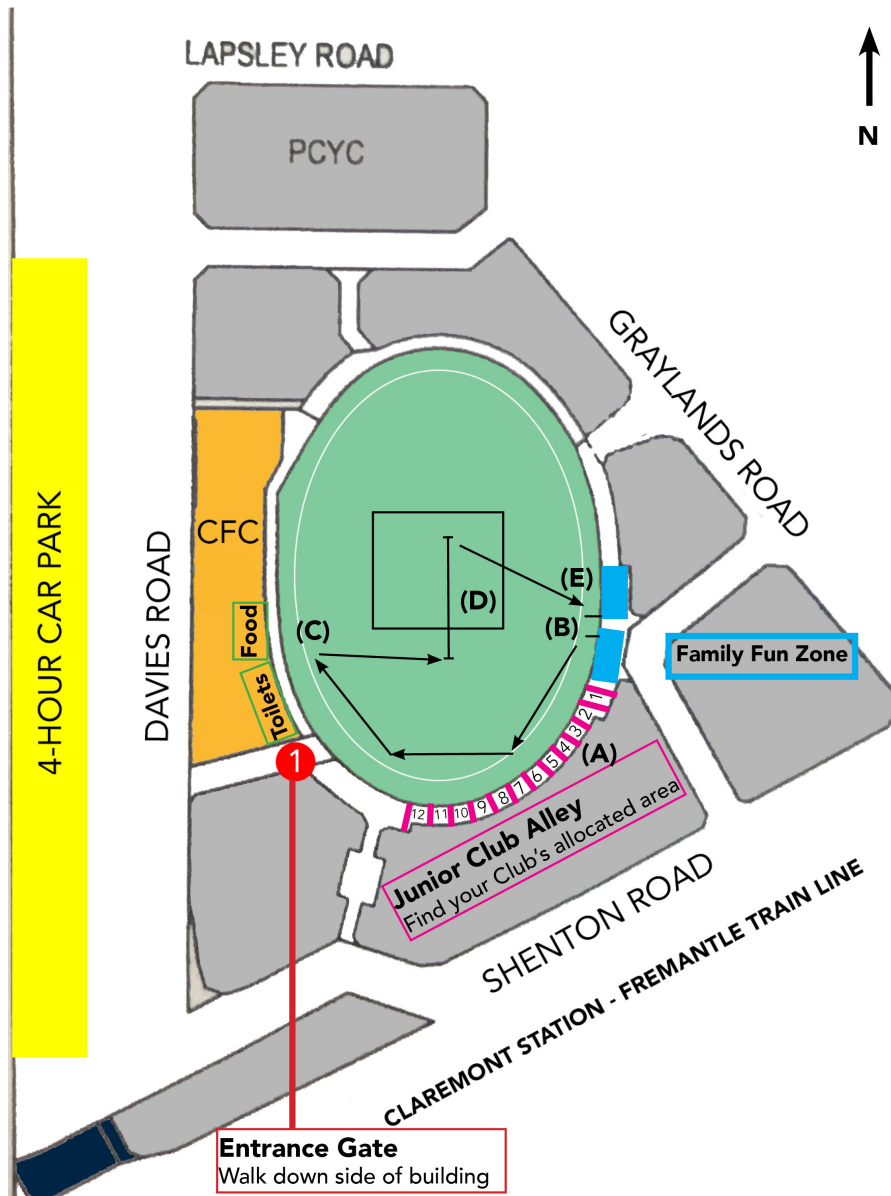 LAPSLEY ROAD
N
PCYC
GRAYLANDS ROAD
4-HOUR CAR PARK
DAVIES ROAD
CFC
Food
Toilets
(C)
(D)
(E)
(B)
Family Fun Zone
1
2
3
4
5
6
7
8
9
10
11
12
(A)
1
Junior Club Alley
Find your Club's allocated area
SHENTON ROAD
CLAREMONT STATION - FREMANTLE TRAIN LINE
Entrance Gate
Walk down side of building